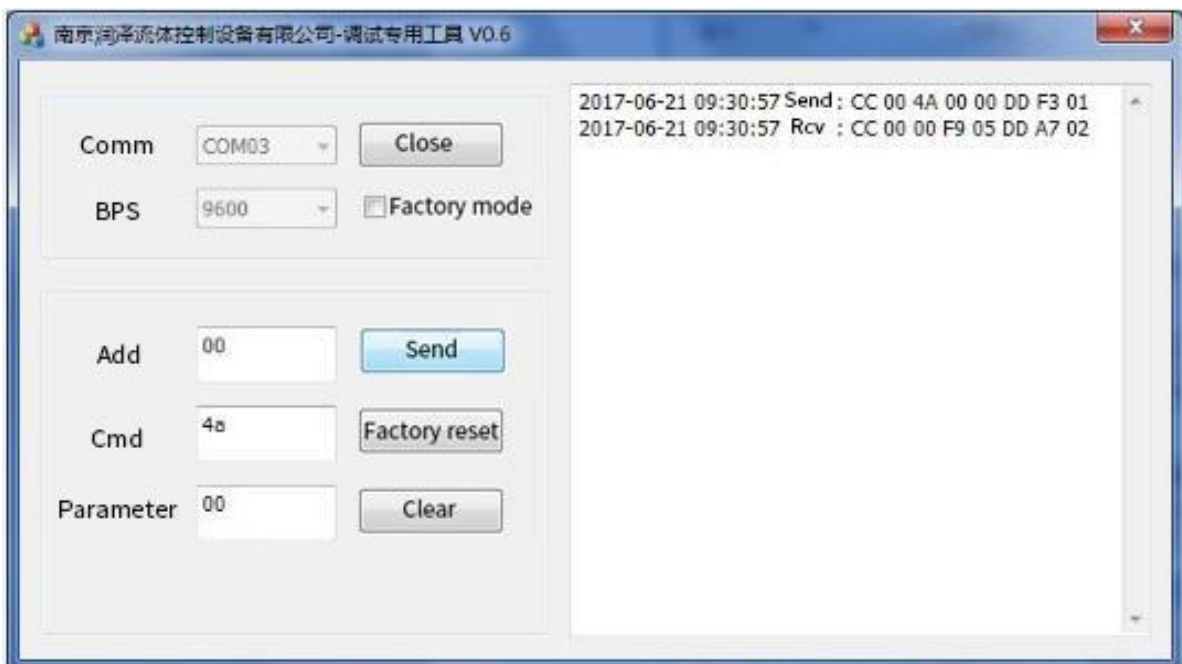 南京润泽流体控制设备有限公司-调试专用工具 V0.6
Comm
COM03
Close
BPS
9600
Factory mode
Add
00
Send
Cmd
4a
Factory reset
Parameter
00
Clear
2017-06-21 09:30:57 Send : CC 00 4A 00 00 DD F3 01
2017-06-21 09:30:57 Rcv : CC 00 00 F9 05 DD A7 02